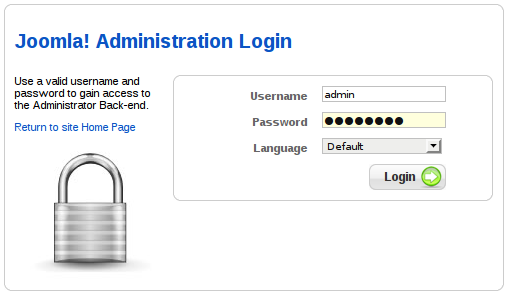 Joomla! Administration Login
Use a valid username and
password to gain access to
the Administrator Back-end.
Return to site Home Page
Username admin
Password ●●●●●●●●
Language Default
Login